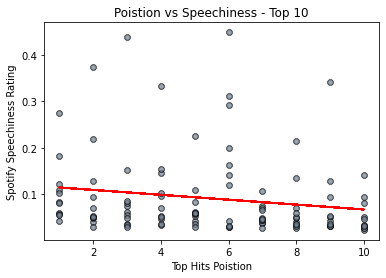 Poistion vs Speechiness - Top 10
Spotify Speechiness Rating
0.4
0.3
0.2
0.1
2 4 6 8 10
Top Hits Poistion